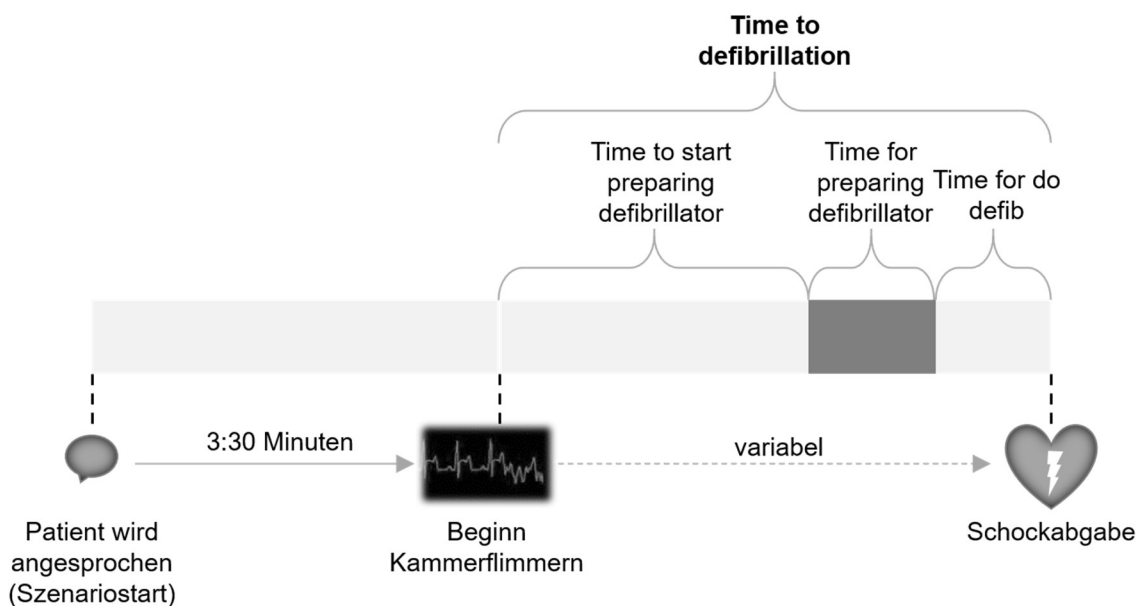 Time to
defibrillation
Time to start
preparing
defibrillator
Time for
preparing
defibrillator
Time for do
defib
3:30 Minuten
variabel
Patient wird
angesprochen
(Szenariostart)
Beginn
Kammerflimmern
Schockabgabe